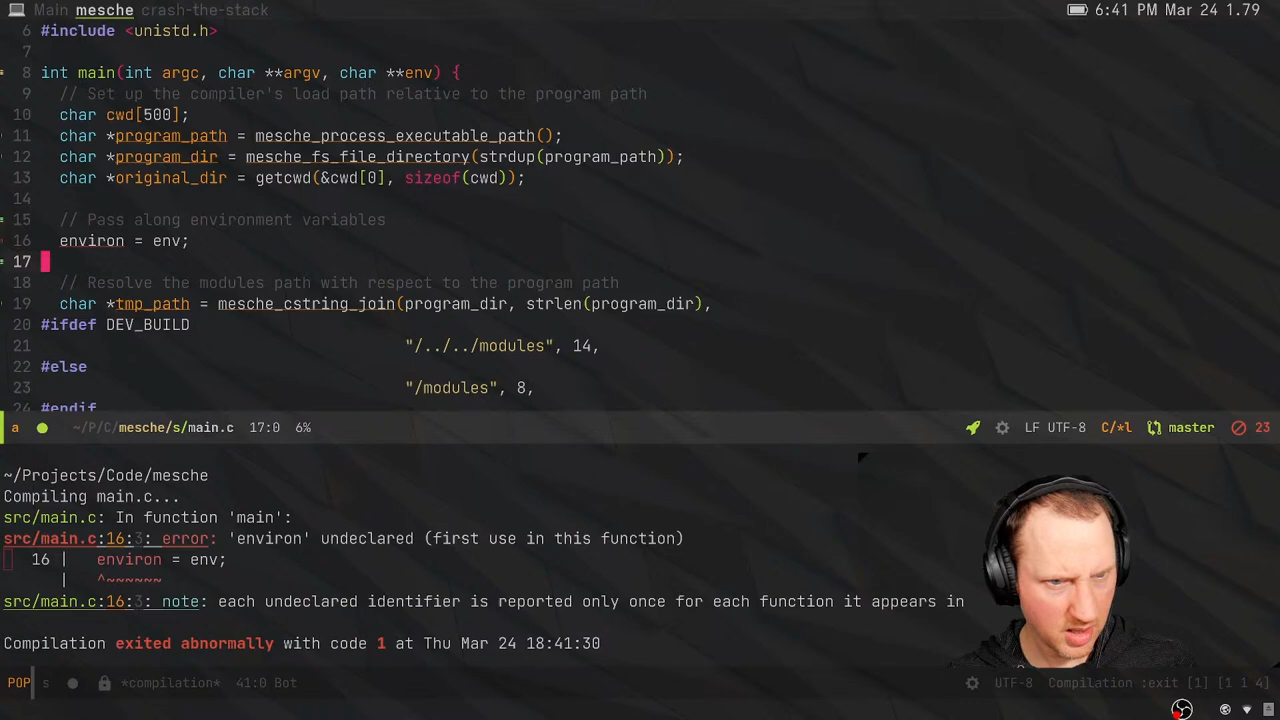 Main mesche crash-the-stack
6:41 PM Mar 24 1.79
6 #include <unistd.h>
7
8 int main(int argc, char **argv, char **env) {
9 // Set up the compiler's load path relative to the program path
10 char cwd[500];
11 char *program_path = mesche_process_executable_path();
12 char *program_dir = mesche_fs_file_directory(strdup(program_path));
13 char *original_dir = getcwd(&cwd[0], sizeof(cwd));
14
15 // Pass along environment variables
16 environ = env;
17
18 // Resolve the modules path with respect to the program path
19 char *tmp_path = mesche_cstring_join(program_dir, strlen(program_dir),
20 #ifdef DEV_BUILD
21 "/../../modules", 14,
22 #else
23 "/modules", 8,
24 #endif
a ~/P/C/mesche/s/main.c 17:0 6% LF UTF-8 C/*l master 23
~/Projects/Code/mesche
Compiling main.c...
src/main.c: In function 'main':
src/main.c:16:3: error: 'environ' undeclared (first use in this function)
16 | environ = env;
| ^~~~~~~
src/main.c:16:3: note: each undeclared identifier is reported only once for each function it appears in
Compilation exited abnormally with code 1 at Thu Mar 24 18:41:30
POP s *compilation* 41:0 Bot UTF-8 Compilation :exit [1] [1 1 4]